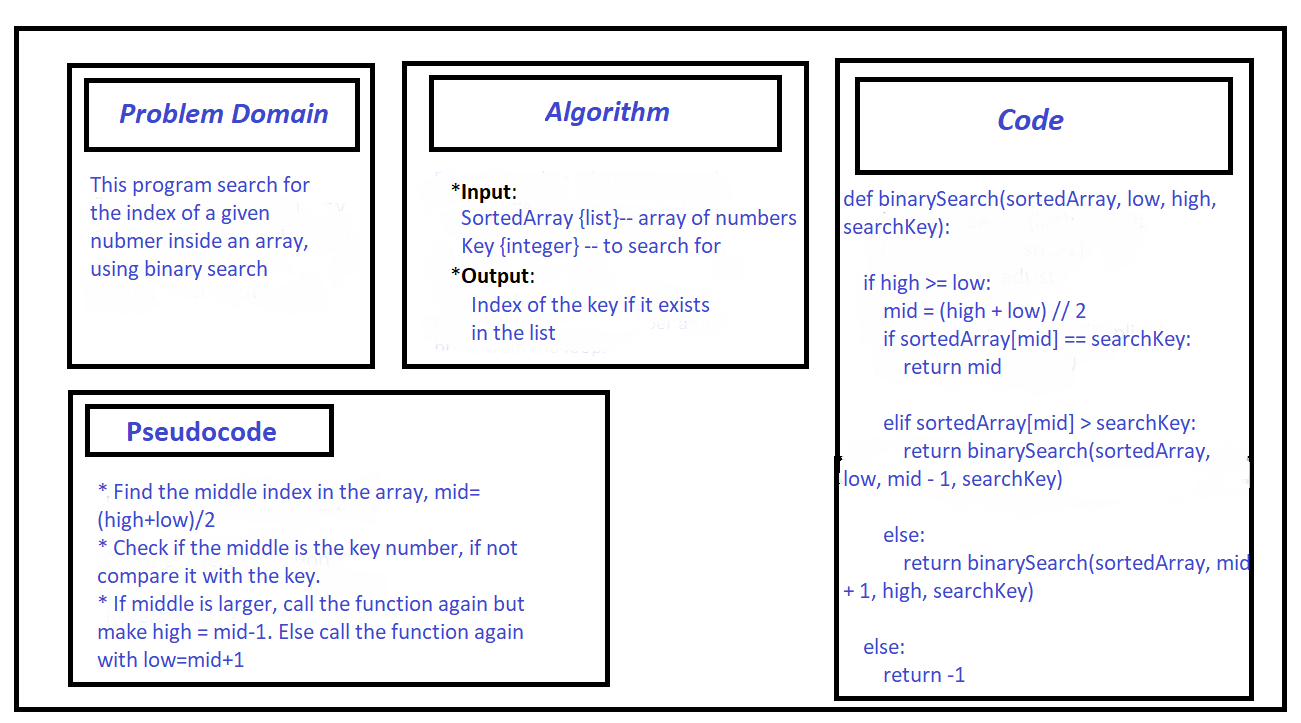 Problem Domain
This program search for
the index of a given
nubmer inside an array,
using binary search
Algorithm
*Input:
SortedArray {list}-- array of numbers
Key {integer} -- to search for
*Output:
Index of the key if it exists
in the list
Code
def binarySearch(sortedArray, low, high,
searchKey):
if high >= low:
mid = (high + low) // 2
if sortedArray[mid] == searchKey:
return mid
elif sortedArray[mid] > searchKey:
return binarySearch(sortedArray,
low, mid - 1, searchKey)
else:
return binarySearch(sortedArray, mid
+ 1, high, searchKey)
else:
return -1
Pseudocode
* Find the middle index in the array, mid=
(high+low)/2
* Check if the middle is the key number, if not
compare it with the key.
* If middle is larger, call the function again but
make high = mid-1. Else call the function again
with low=mid+1